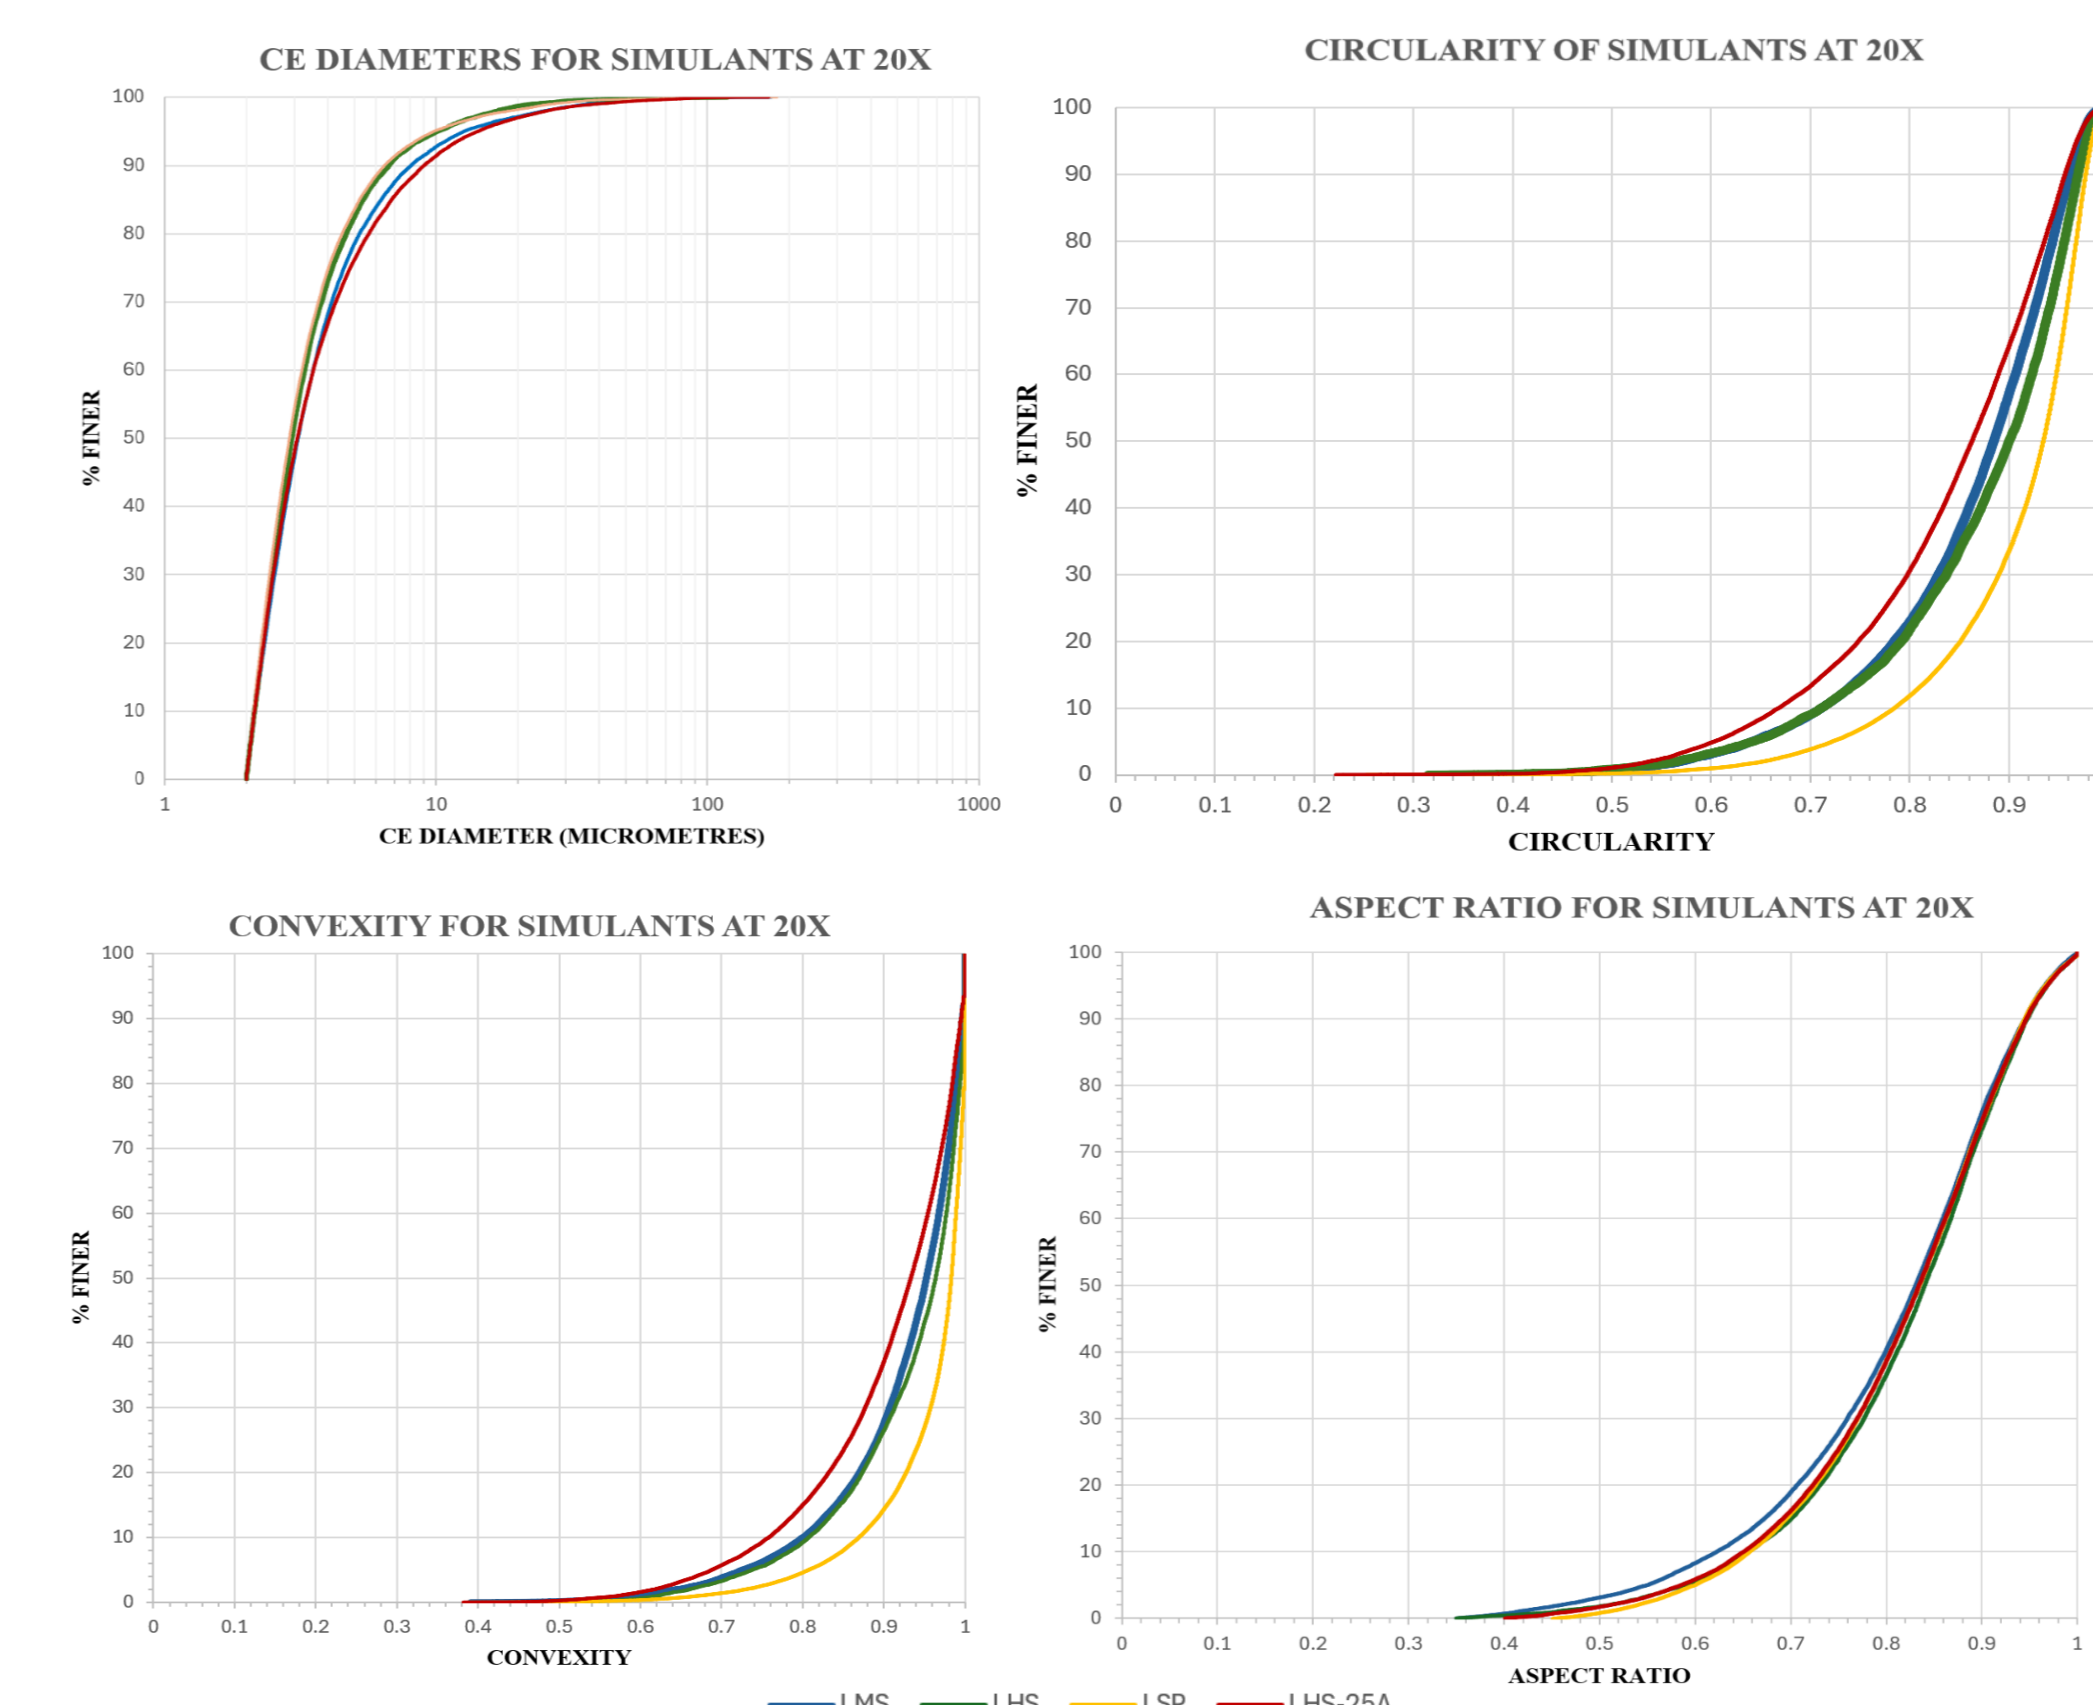 CE DIAMETERS FOR SIMULANTS AT 20X
100
90
80
70
60
50
40
30
20
10
0
% FINER
1 10 100 1000
CE DIAMETER (MICROMETRES)
CIRCULARITY OF SIMULANTS AT 20X
100
90
80
70
60
50
40
30
20
10
0
% FINER
0 0.1 0.2 0.3 0.4 0.5 0.6 0.7 0.8 0.9
CIRCULARITY
CONVEXITY FOR SIMULANTS AT 20X
100
90
80
70
60
50
40
30
20
10
0
% FINER
0 0.1 0.2 0.3 0.4 0.5 0.6 0.7 0.8 0.9 1
CONVEXITY
ASPECT RATIO FOR SIMULANTS AT 20X
100
90
80
70
60
50
40
30
20
10
0
% FINER
0 0.1 0.2 0.3 0.4 0.5 0.6 0.7 0.8 0.9 1
ASPECT RATIO
LMS LHS LSP LHS-25A